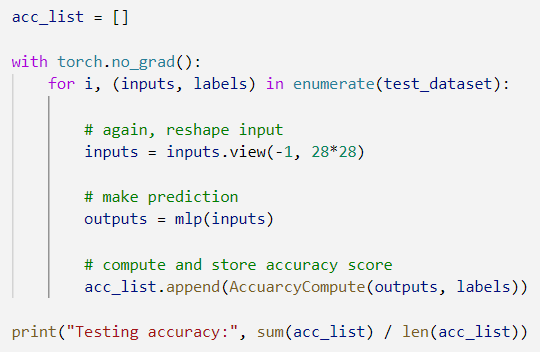 acc_list = []
with torch.no_grad():
for i, (inputs, labels) in enumerate(test_dataset):
# again, reshape input
inputs = inputs.view(-1, 28*28)
# make prediction
outputs = mlp(inputs)
# compute and store accuracy score
acc_list.append(AccuarcyCompute(outputs, labels))
print("Testing accuracy:", sum(acc_list) / len(acc_list))